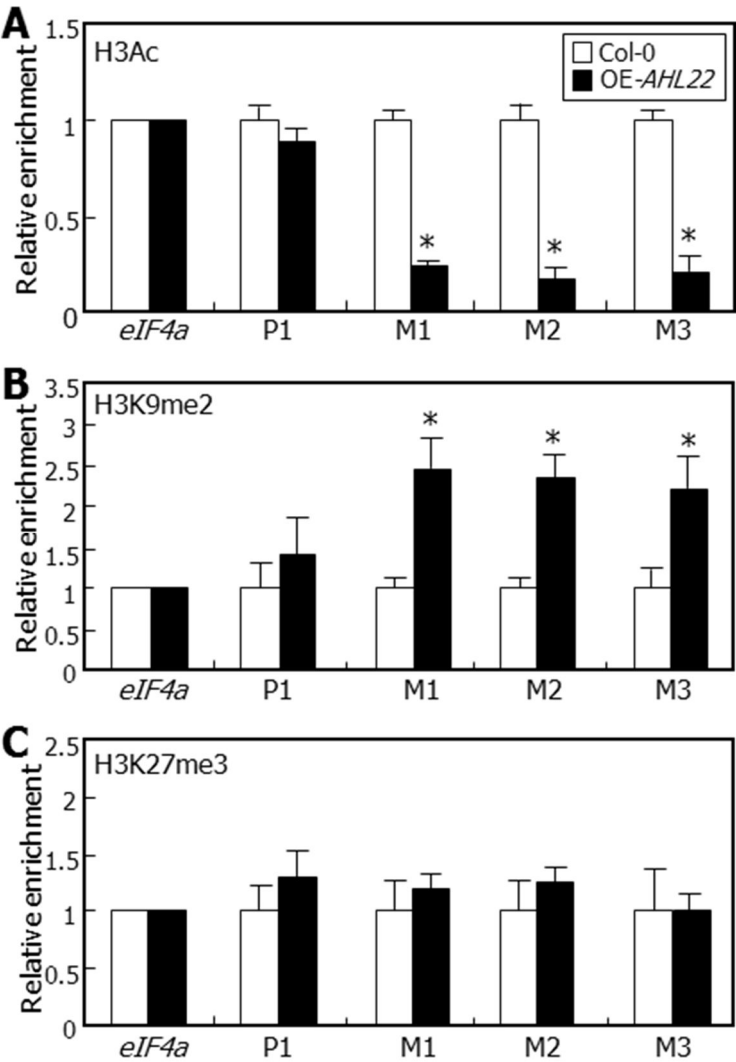 A
H3Ac
Col-0
OE-AHL22
Relative enrichment
1.5
1
0.5
0
*
*
*
eIF4a P1 M1 M2 M3
B
H3K9me2
Relative enrichment
3.5
3
2.5
2
1.5
1
0.5
0
*
*
*
eIF4a P1 M1 M2 M3
C
H3K27me3
Relative enrichment
2.5
2
1.5
1
0.5
0
eIF4a P1 M1 M2 M3